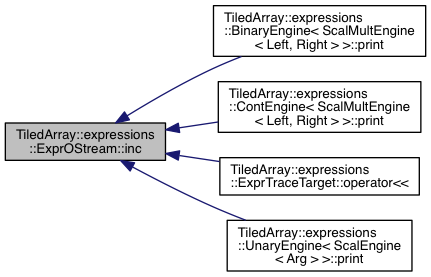 TiledArray::expressions
::BinaryEngine< ScalMultEngine
< Left, Right > >::print
TiledArray::expressions
::ContEngine< ScalMultEngine
< Left, Right > >::print
TiledArray::expressions
::ExprOStream::inc
TiledArray::expressions
::ExprTraceTarget::operator<<
TiledArray::expressions
::UnaryEngine< ScalEngine
< Arg > >::print